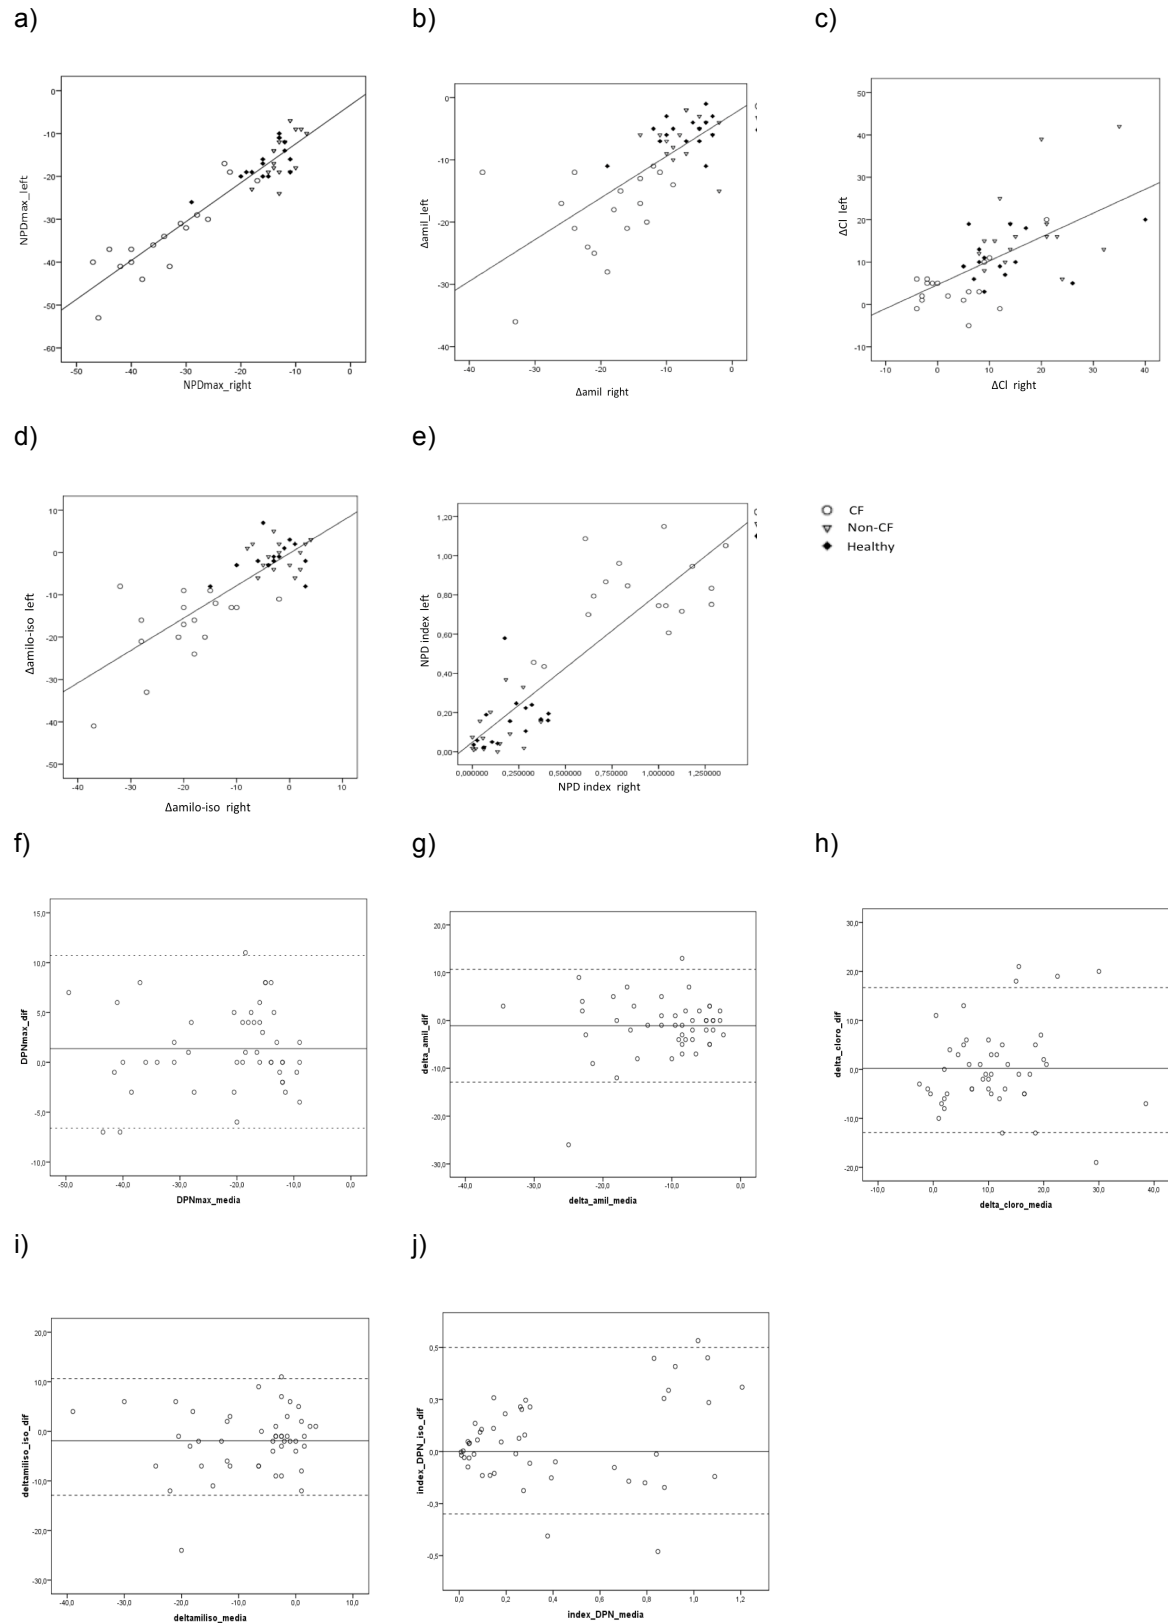 a)
b)
c)
0
-10
-20
-30
-40
-50
-60
NPDmax_left
-50 -40 -30 -20 -10 0
NPDmax_right
0
-10
-20
-30
-40
Δamil_left
-40 -30 -20 -10 0
Δamil right
50
40
30
20
10
0
-10
ΔCl left
-10 0 10 20 30 40
ΔCl right
d)
e)
10
0
-10
-20
-30
-40
-50
Δamilo-iso left
-40 -30 -20 -10 0 10
Δamilo-iso right
1,20
1,00
0,80
0,60
0,40
0,20
0,00
NPD index left
0,000000 0,250000 0,500000 0,750000 1,000000 1,250000
NPD index right
CF
Non-CF
Healthy
f)
g)
h)
15,0
10,0
5,0
0,0
-5,0
-10,0
DPNmax_dif
-50,0 -40,0 -30,0 -20,0 -10,0 0,0
DPNmax_media
20,0
10,0
0,0
-10,0
-20,0
-30,0
delta_amil_dif
-40,0 -30,0 -20,0 -10,0 0,0
delta_amil_media
30,0
20,0
10,0
0,0
-10,0
-20,0
delta_cloro_dif
-10,0 0,0 10,0 20,0 30,0 40,0
delta_cloro_media
i)
j)
20,0
10,0
0,0
-10,0
-20,0
-30,0
deltamiliso_iso_dif
-40,0 -30,0 -20,0 -10,0 0,0 10,0
deltamiliso_media
0,5
0,3
0,0
-0,3
-0,5
index_DPN_iso_dif
0,0 0,2 0,4 0,6 0,8 1,0 1,2
index_DPN_media